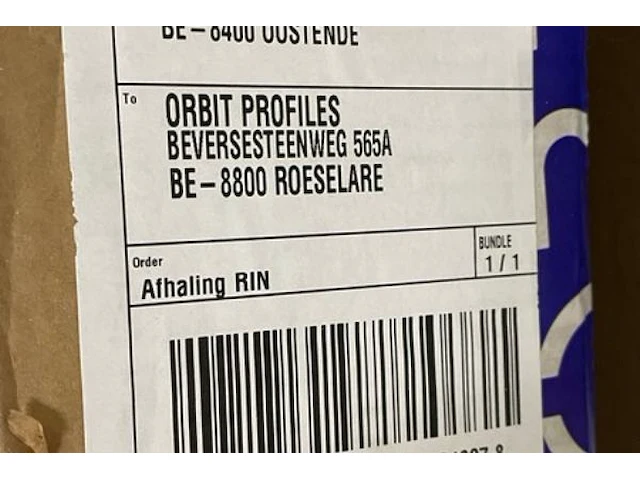 BE-8400 OOSTENDE
To
ORBIT PROFILES
BEVERSESTEENWEG 565A
BE-8800 ROESELARE
Order
Afhaling RIN
BUNDLE
1 / 1